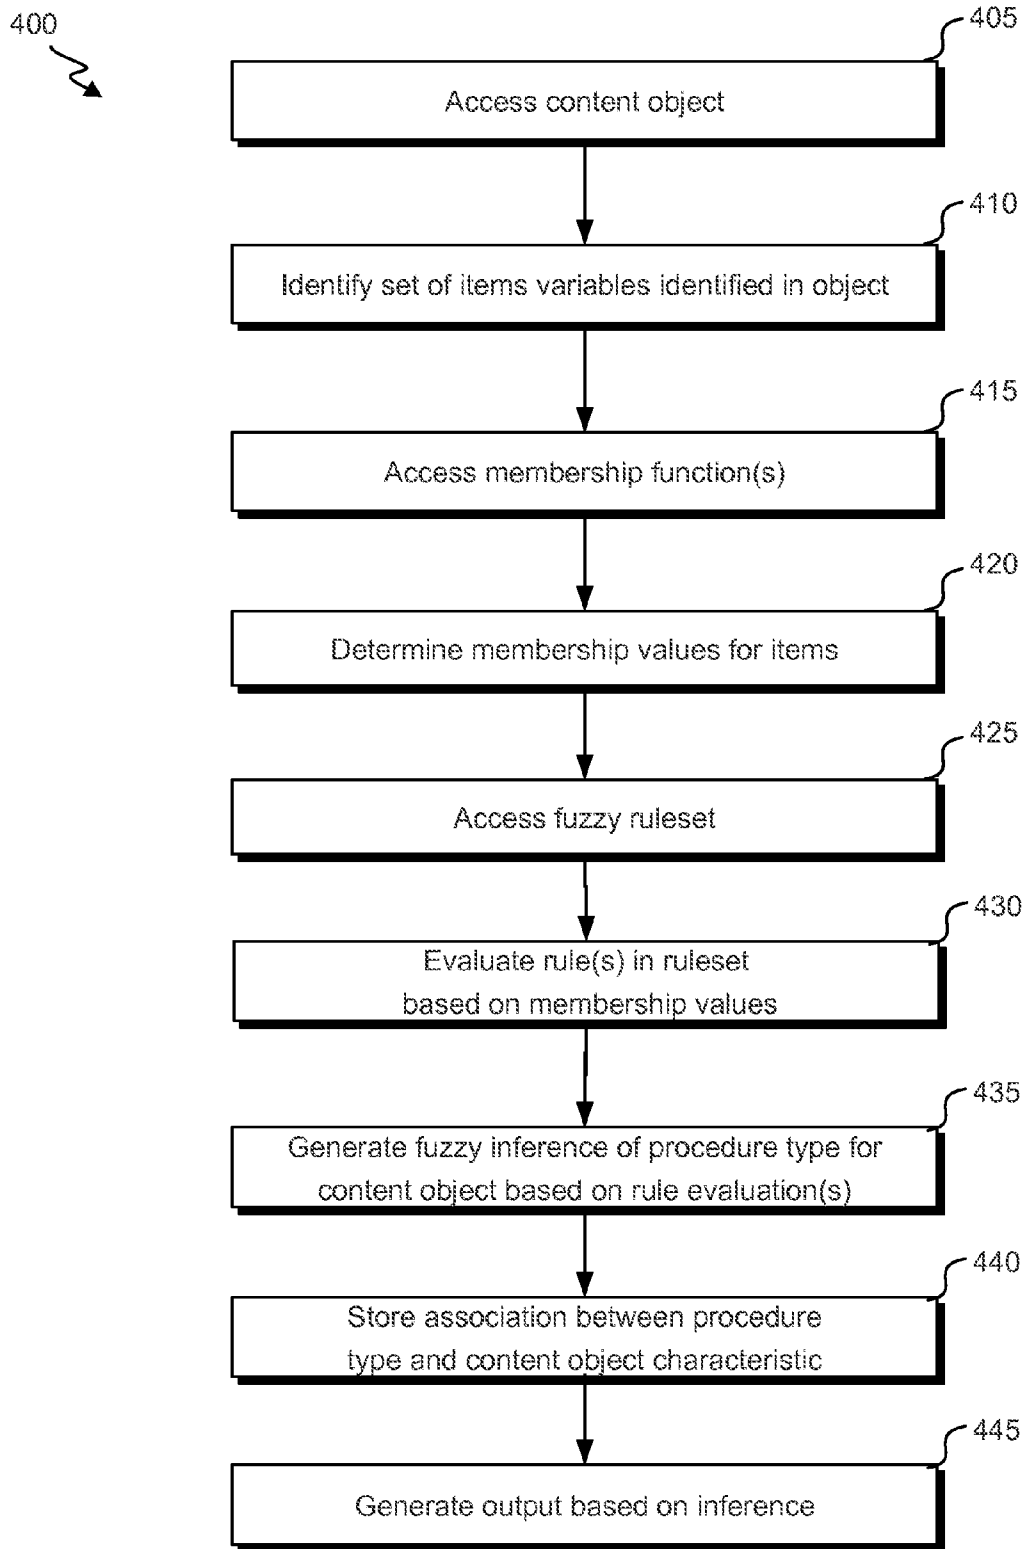 400
405
Access content object
410
Identify set of items variables identified in object
415
Access membership function(s)
420
Determine membership values for items
425
Access fuzzy ruleset
430
Evaluate rule(s) in ruleset
based on membership values
435
Generate fuzzy inference of procedure type for
content object based on rule evaluation(s)
440
Store association between procedure
type and content object characteristic
445
Generate output based on inference